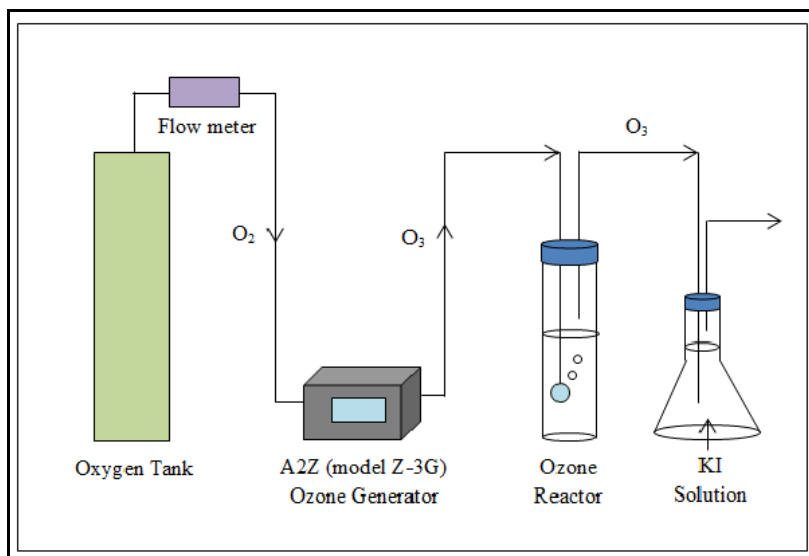 Flow meter
O₃
O₂
O₃
Oxygen Tank
A2Z (model Z-3G)
Ozone Generator
Ozone
Reactor
KI
Solution